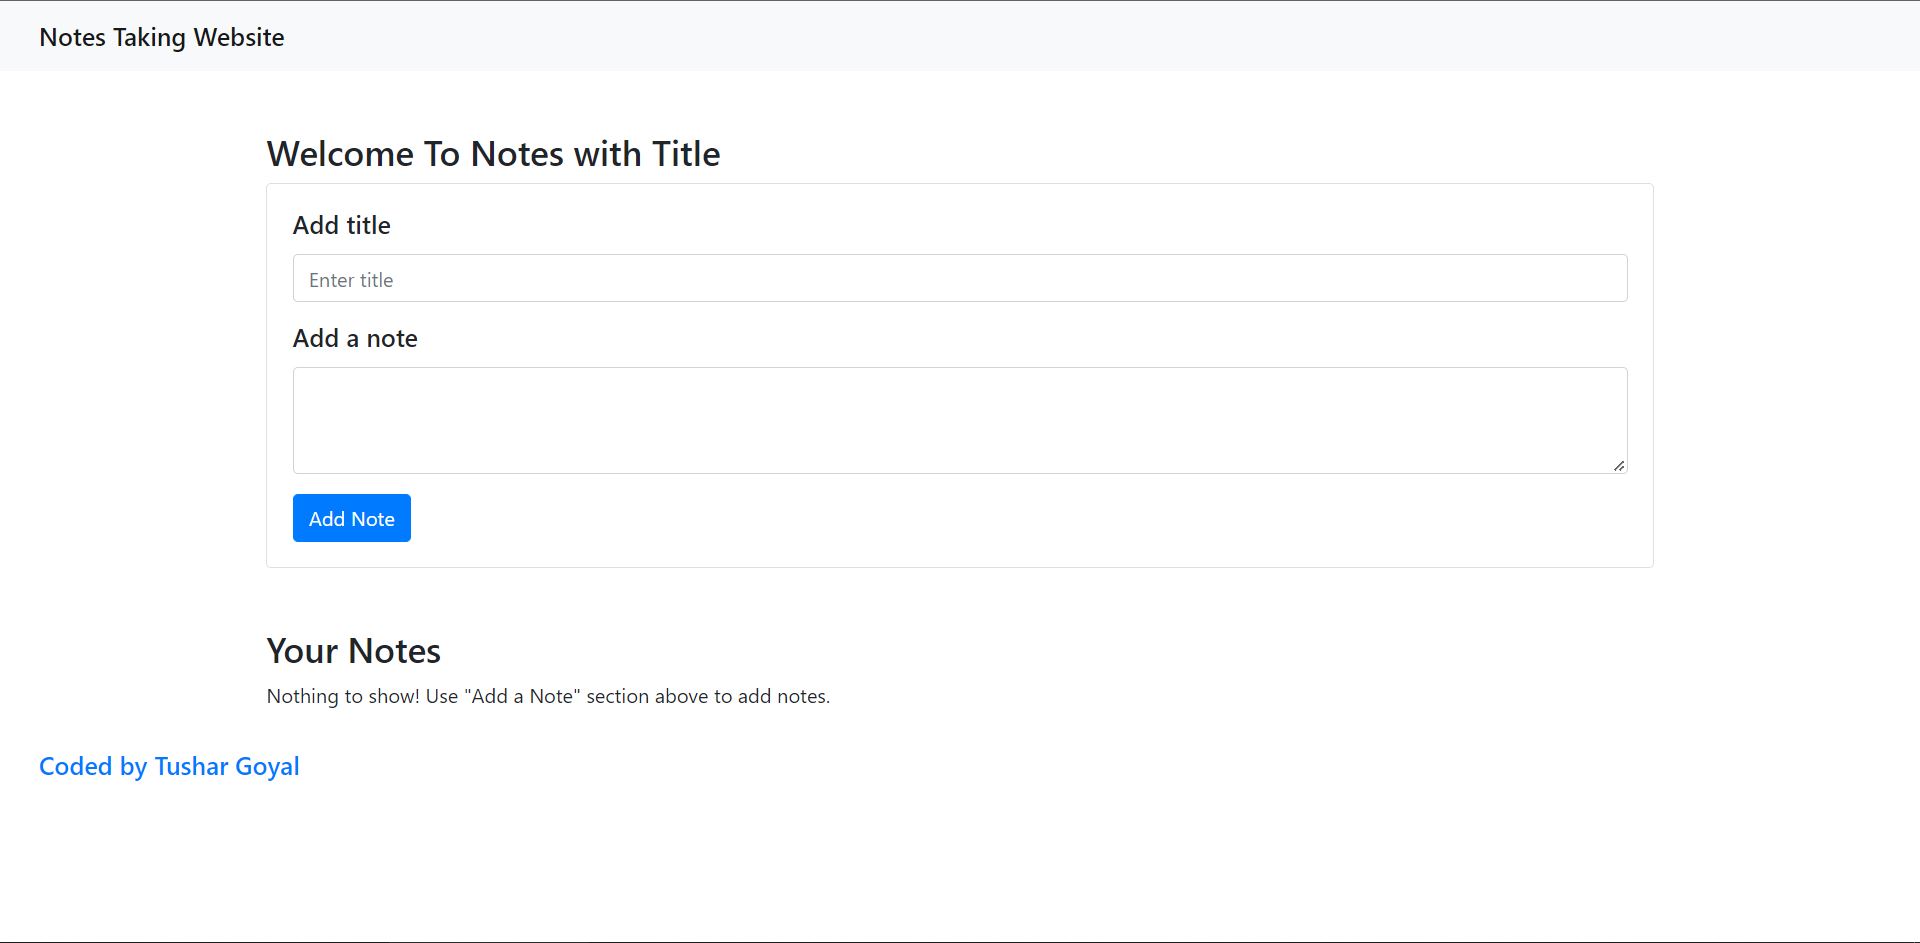 Notes Taking Website
Welcome To Notes with Title
Add title
Enter title
Add a note
Add Note
Your Notes
Nothing to show! Use "Add a Note" section above to add notes.
Coded by Tushar Goyal